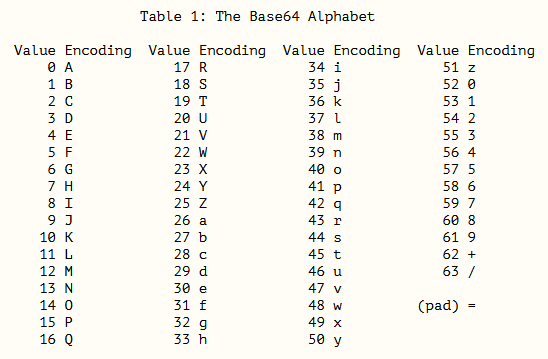 Table 1: The Base64 Alphabet
Value Encoding Value Encoding Value Encoding Value Encoding
0 A 17 R 34 i 51 z
1 B 18 S 35 j 52 0
2 C 19 T 36 k 53 1
3 D 20 U 37 l 54 2
4 E 21 V 38 m 55 3
5 F 22 W 39 n 56 4
6 G 23 X 40 o 57 5
7 H 24 Y 41 p 58 6
8 I 25 Z 42 q 59 7
9 J 26 a 43 r 60 8
10 K 27 b 44 s 61 9
11 L 28 c 45 t 62 +
12 M 29 d 46 u 63 /
13 N 30 e 47 v
14 O 31 f 48 w (pad) =
15 P 32 g 49 x
16 Q 33 h 50 y